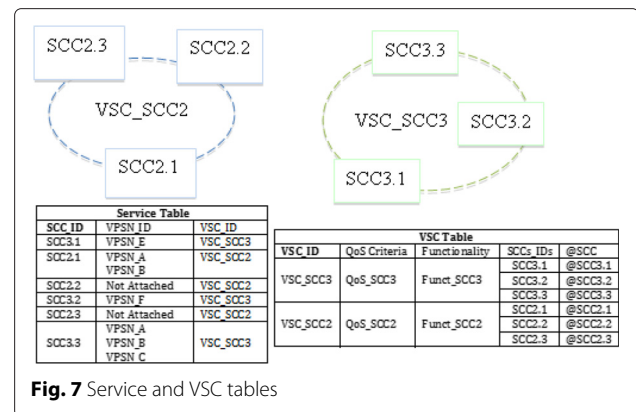 SCC2.3
SCC2.2
VSC_SCC2
SCC2.1
SCC3.3
VSC_SCC3
SCC3.2
SCC3.1
Service Table
SCC_ID VPSN_ID VSC_ID
SCC3.1 VPSN_E VSC_SCC3
SCC2.1 VPSN_A VSC_SCC2
VPSN_B
SCC2.2 Not Attached VSC_SCC2
SCC3.2 VPSN_F VSC_SCC3
SCC2.3 Not Attached VSC_SCC2
VPSN_A
SCC3.3 VPSN_B VSC_SCC3
VPSN_C
VSC Table
VSC_ID QoS Criteria Functionality SCCs_IDs @SCC
SCC3.1 @SCC3.1
VSC_SCC3 QoS_SCC3 Funct_SCC3 SCC3.2 @SCC3.2
SCC3.3 @SCC3.3
SCC2.1 @SCC2.1
VSC_SCC2 QoS_SCC2 Funct_SCC2 SCC2.2 @SCC2.2
SCC2.3 @SCC2.3
Fig. 7 Service and VSC tables